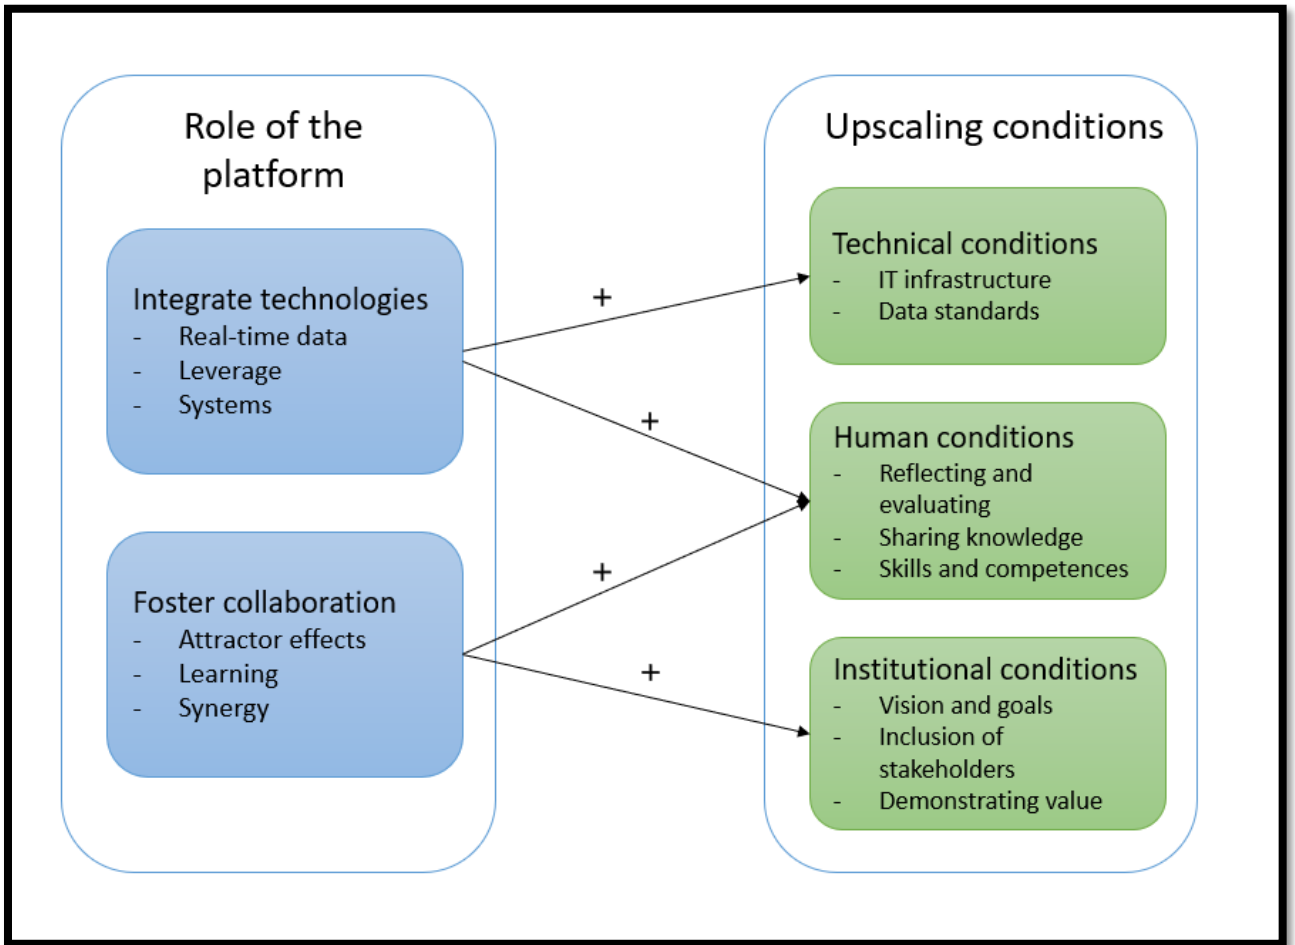 Role of the
platform
Integrate technologies
- Real-time data
- Leverage
- Systems
Foster collaboration
- Attractor effects
- Learning
- Synergy
+
+
+
+
Upscaling conditions
Technical conditions
- IT infrastructure
- Data standards
Human conditions
- Reflecting and
evaluating
- Sharing knowledge
- Skills and competences
Institutional conditions
- Vision and goals
- Inclusion of
stakeholders
- Demonstrating value